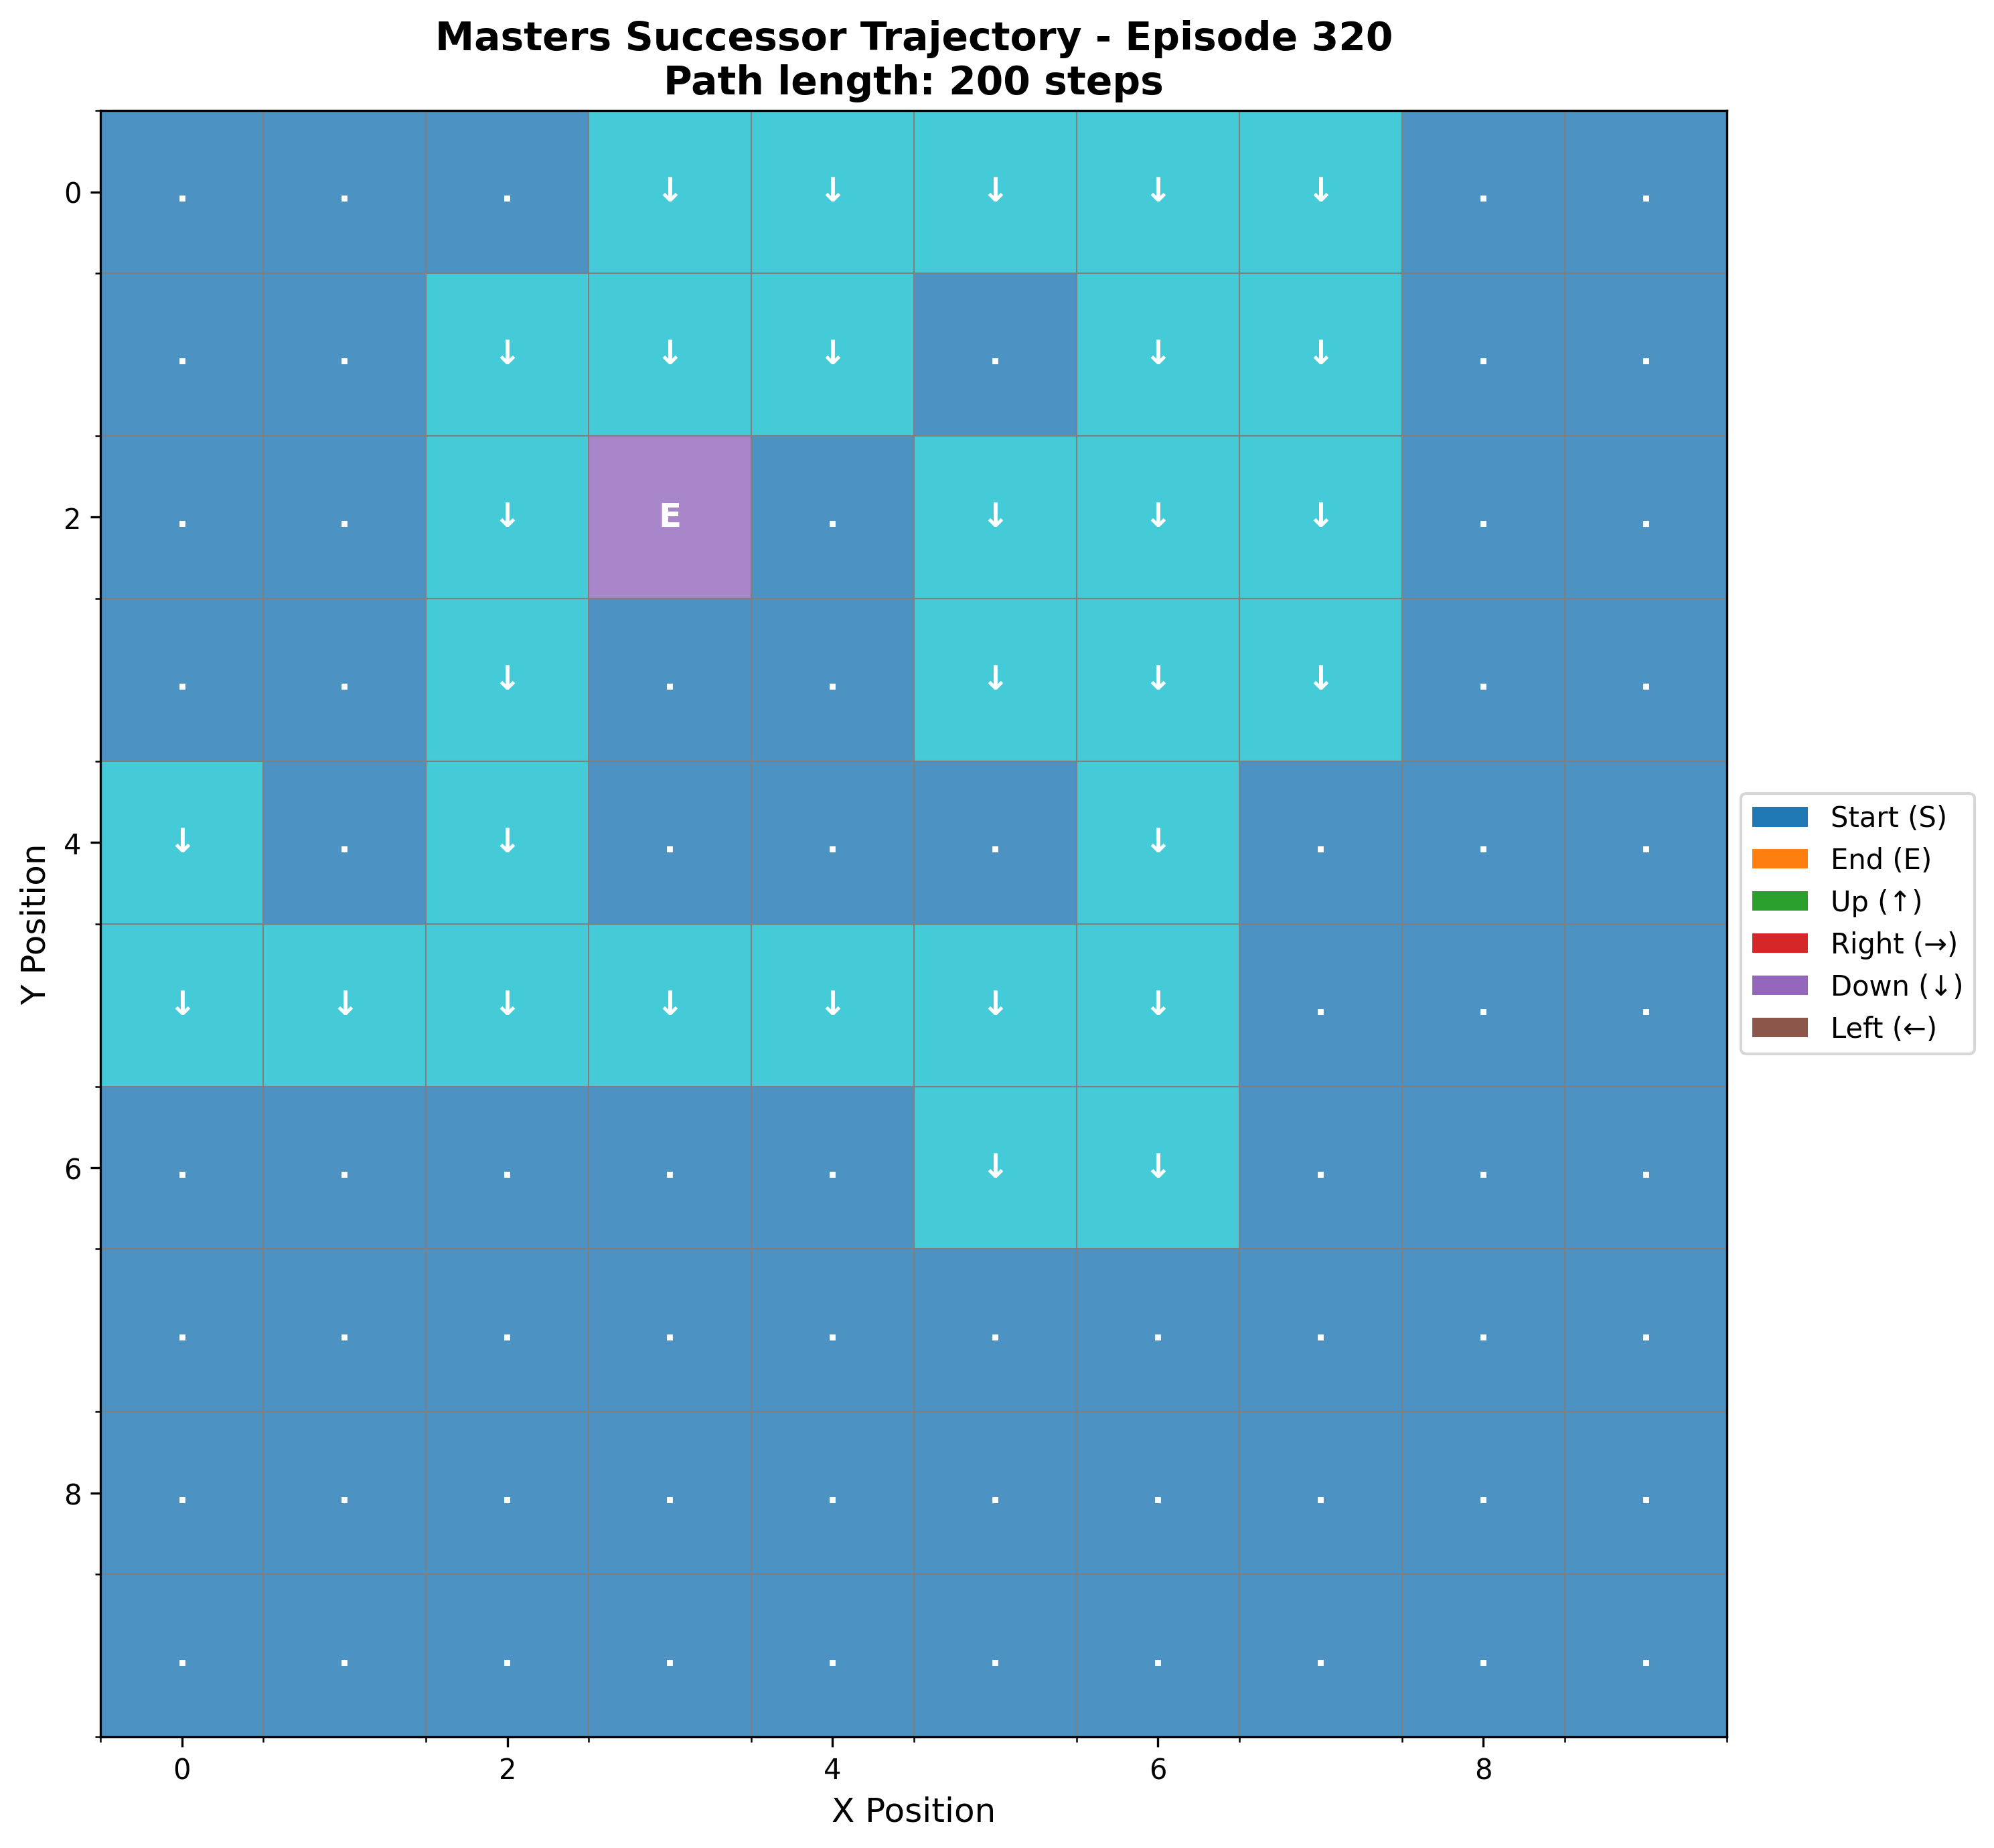 Masters Successor Trajectory - Episode 320
Path length: 200 steps
0 . . . ↓ ↓ ↓ ↓ ↓ . .
. . ↓ ↓ ↓ . ↓ ↓ . .
2 . . ↓ E . ↓ ↓ ↓ . .
. . ↓ . . ↓ ↓ ↓ . .
4 ↓ . ↓ . . . ↓ . . .
↓ ↓ ↓ ↓ ↓ ↓ ↓ . . .
6 . . . . . ↓ ↓ . . .
. . . . . . . . . .
8 . . . . . . . . . .
. . . . . . . . . .
0 2 4 6 8
X Position
Y Position
Start (S)
End (E)
Up (↑)
Right (→)
Down (↓)
Left (←)